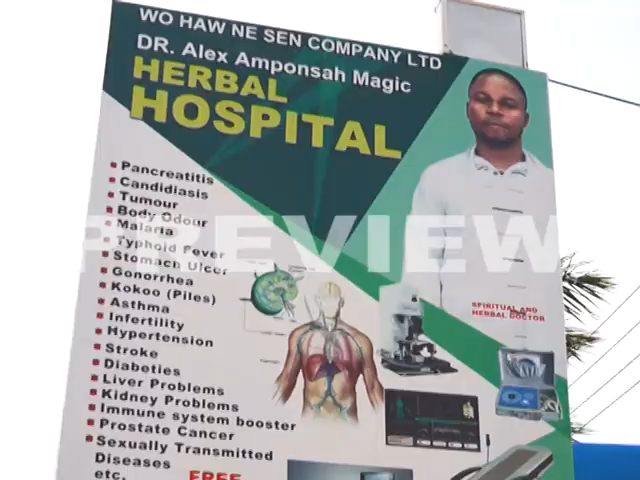 WO HAW NE SEN COMPANY LTD
DR. Alex Amponsah Magic
HERBAL
HOSPITAL
Pancreatitis
Candidiasis
Tumour
Body Odour
Malaria
Typhoid Fever
Stomach Ulcer
Gonorrhea
Kokoo (Piles)
Asthma
Infertility
Hypertension
Stroke
Diabeties
Liver Problems
Kidney Problems
Immune system booster
Prostate Cancer
Sexually Transmitted
Diseases
etc.
FREE
SPIRITUAL AND
HERBAL DOCTOR
PREVIEW